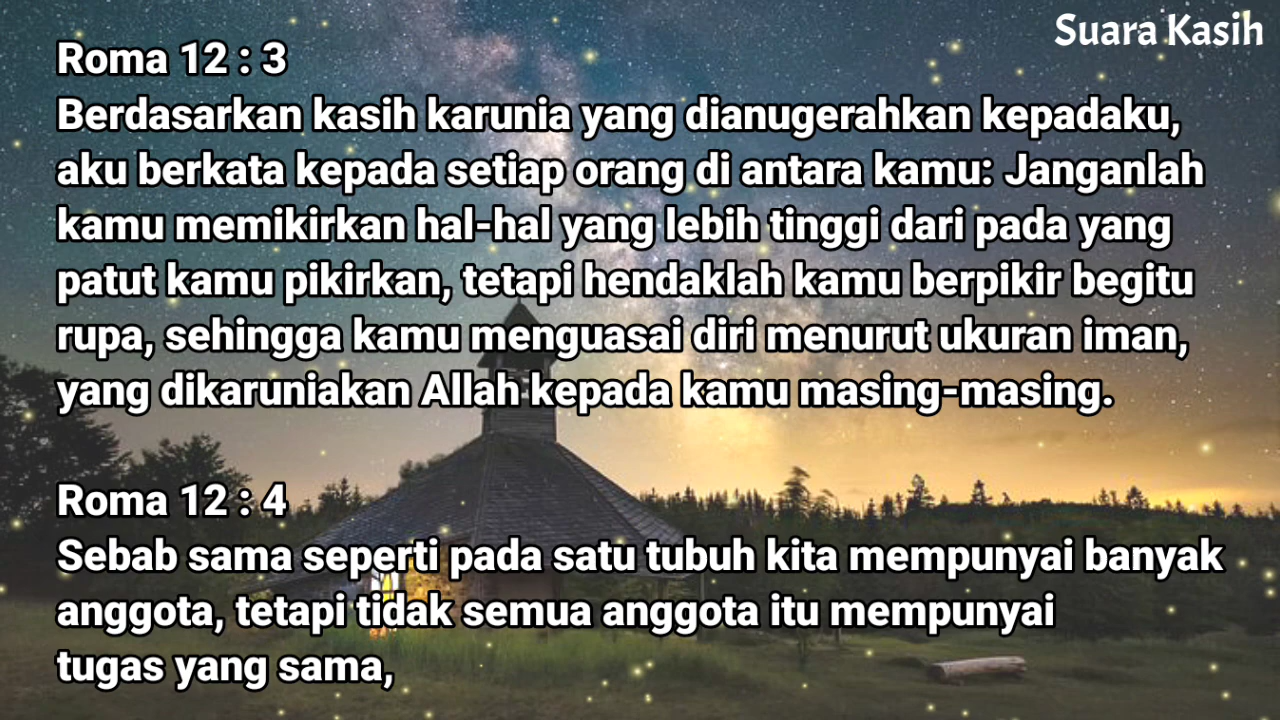 Suara Kasih
Roma 12 : 3
Berdasarkan kasih karunia yang dianugerahkan kepadaku,
aku berkata kepada setiap orang di antara kamu: Janganlah
kamu memikirkan hal-hal yang lebih tinggi dari pada yang
patut kamu pikirkan, tetapi hendaklah kamu berpikir begitu
rupa, sehingga kamu menguasai diri menurut ukuran iman,
yang dikaruniakan Allah kepada kamu masing-masing.
Roma 12 : 4
Sebab sama seperti pada satu tubuh kita mempunyai banyak
anggota, tetapi tidak semua anggota itu mempunyai
tugas yang sama,